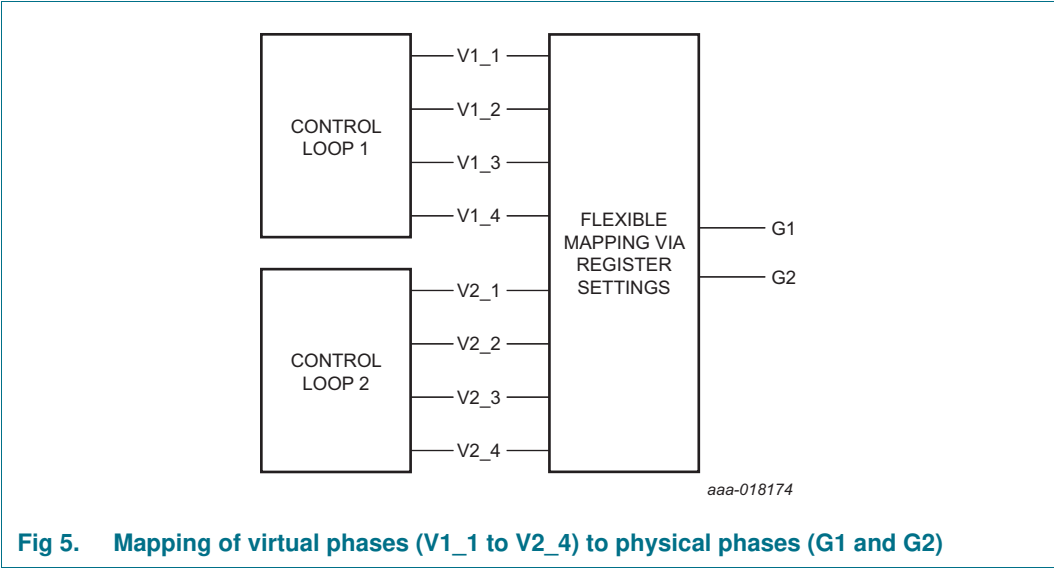 CONTROL
LOOP 1
V1_1
V1_2
V1_3
V1_4
CONTROL
LOOP 2
V2_1
V2_2
V2_3
V2_4
FLEXIBLE
MAPPING VIA
REGISTER
SETTINGS
G1
G2
aaa-018174
Fig 5. Mapping of virtual phases (V1_1 to V2_4) to physical phases (G1 and G2)